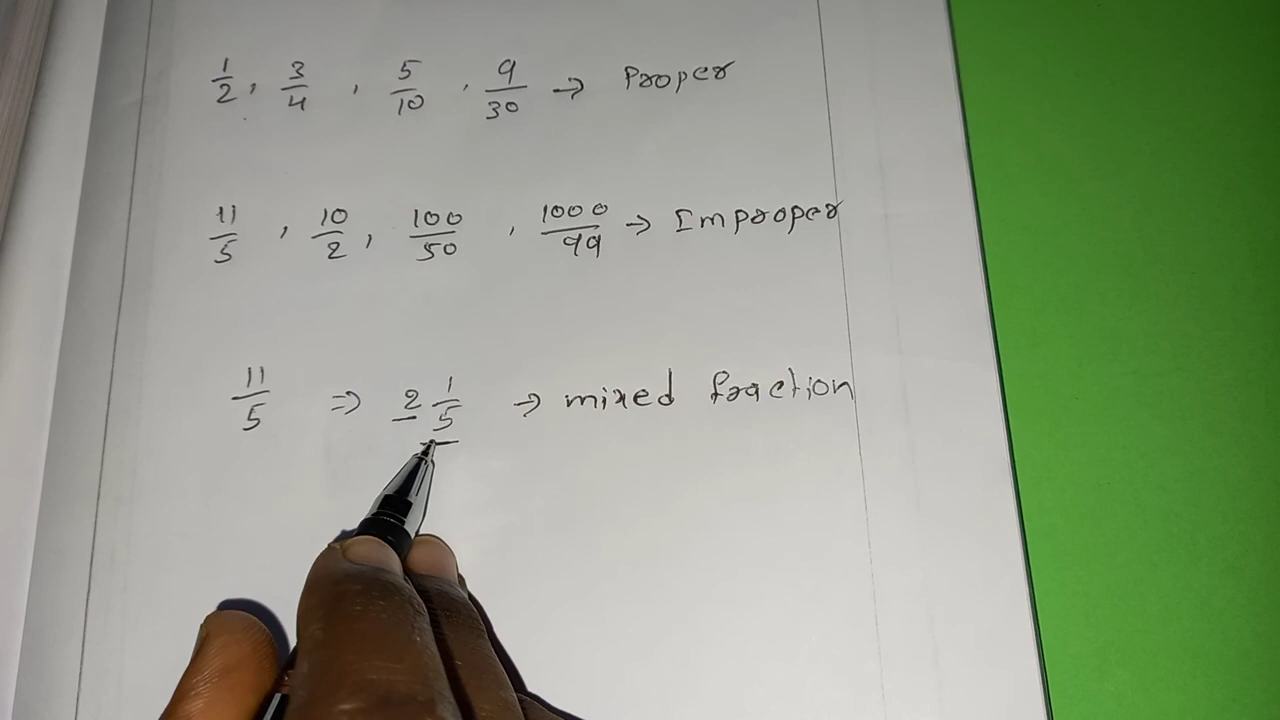 1/2, 3/4, 5/10, 9/30 → Proper
11/5, 10/2, 100/50, 1000/99 → Improper
11/5 ⇒ 2 1/5 → mixed fraction